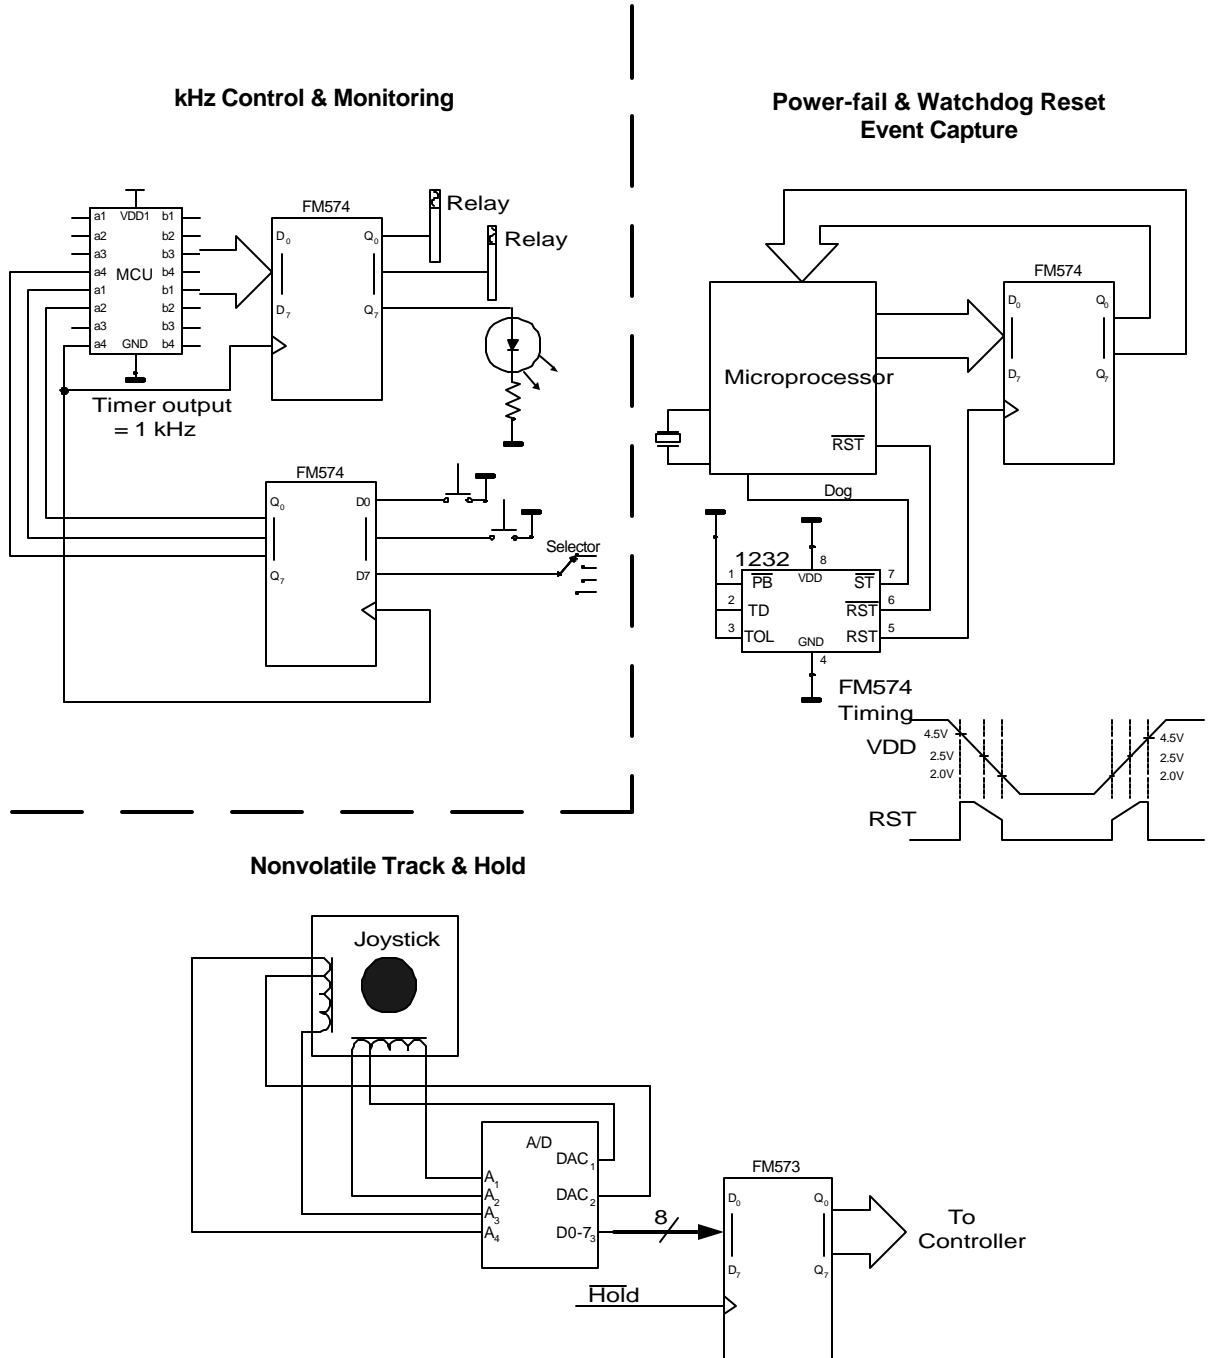 kHz Control & Monitoring
FM574
Relay
Relay
a1 VDD1 b1
a2 b2
a3 b3
a4 MCU b4
a1 b1
a2 b2
a3 b3
a4 GND b4
D0 Q0
D7 Q7
Timer output
= 1 kHz
FM574
Q0 D0
Q7 D7
Selector
Power-fail & Watchdog Reset
Event Capture
FM574
D0 Q0
D7 Q7
Microprocessor
RST
Dog
1232
8
1 PB VDD ST 7
2 TD RST 6
3 TOL GND RST 5
4
FM574
Timing
VDD
4.5V 4.5V
2.5V 2.5V
2.0V 2.0V
RST
Nonvolatile Track & Hold
Joystick
A/D
DAC1
A1
A2 DAC2
A3
A4 D0-73
8
FM573
D0 Q0
D7 Q7
To
Controller
Hold